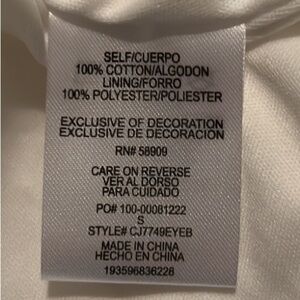 SELF/CUERPO
100% COTTON/ALGODON
LINING/FORRO
100% POLYESTER/POLIESTER
EXCLUSIVE OF DECORATION
EXCLUSIVE DE DECORACION
RN# 58909
CARE ON REVERSE
VER AL DORSO
PARA CUIDADO
PO# 100-00081222
S
STYLE# CJ7749EYEB
MADE IN CHINA
HECHO EN CHINA
193596836228